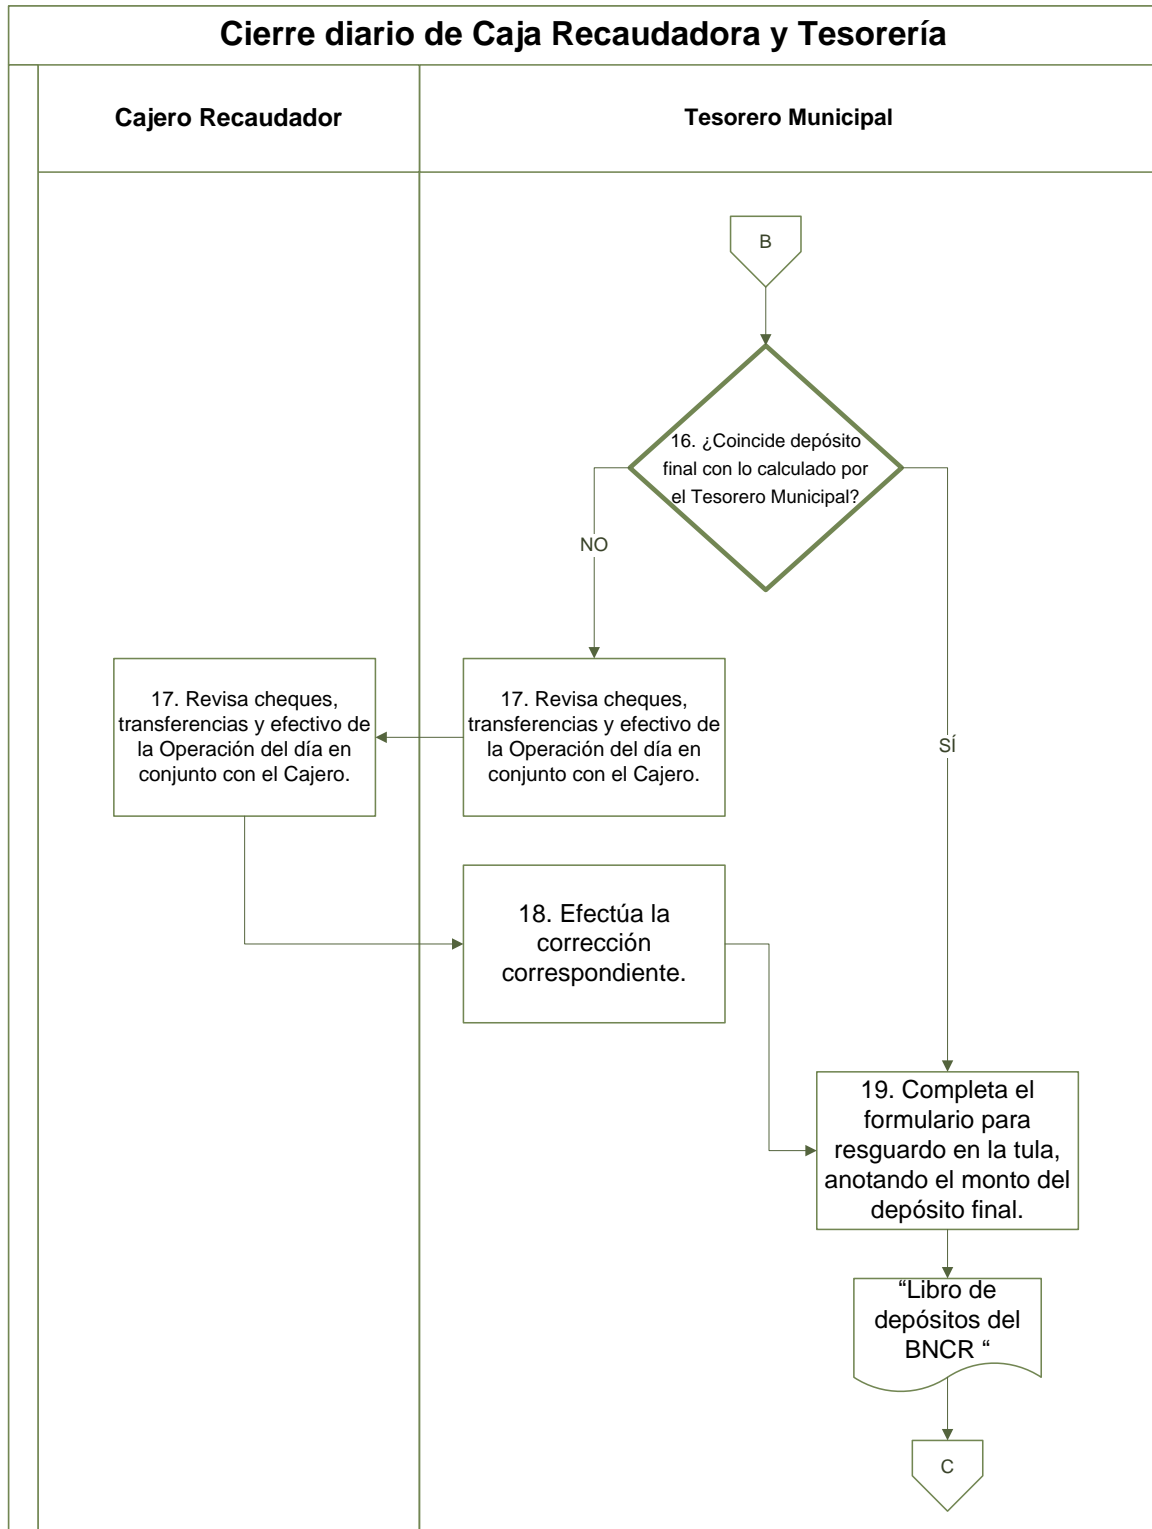 Cierre diario de Caja Recaudadora y Tesorería
Cajero Recaudador
Tesorero Municipal
B
16. ¿Coincide depósito
final con lo calculado por
el Tesorero Municipal?
NO
SÍ
17. Revisa cheques,
transferencias y efectivo de
la Operación del día en
conjunto con el Cajero.
17. Revisa cheques,
transferencias y efectivo de
la Operación del día en
conjunto con el Cajero.
18. Efectúa la
corrección
correspondiente.
19. Completa el
formulario para
resguardo en la tula,
anotando el monto del
depósito final.
“Libro de
depósitos del
BNCR “
C